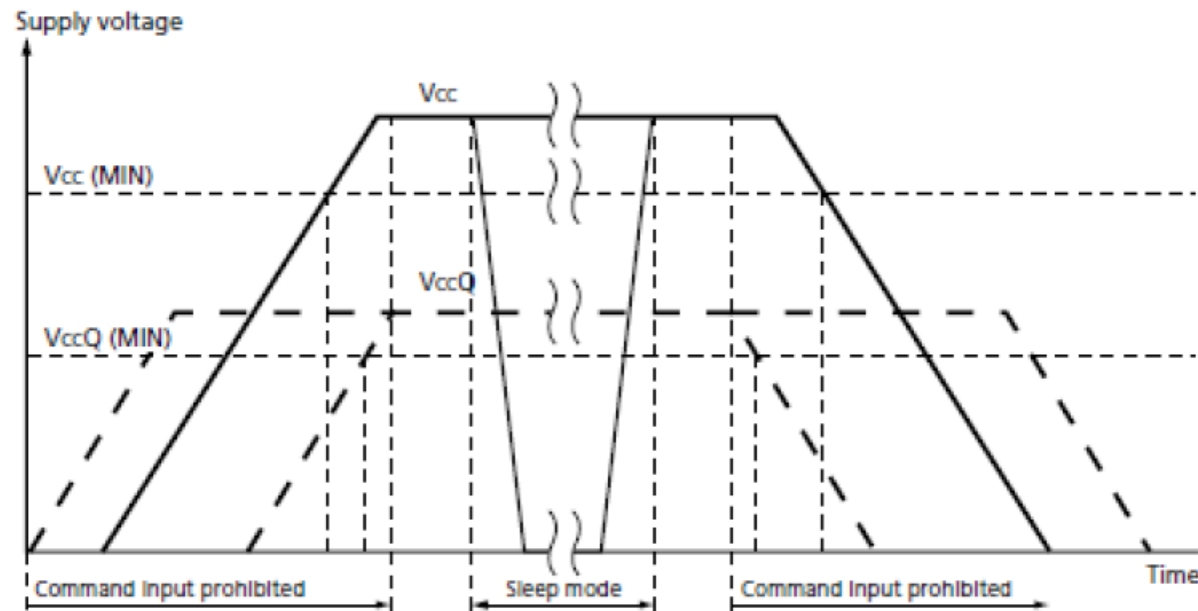 Supply voltage
Vcc
Vcc (MIN)
VccQ
VccQ (MIN)
Time
Command input prohibited
Sleep mode
Command input prohibited